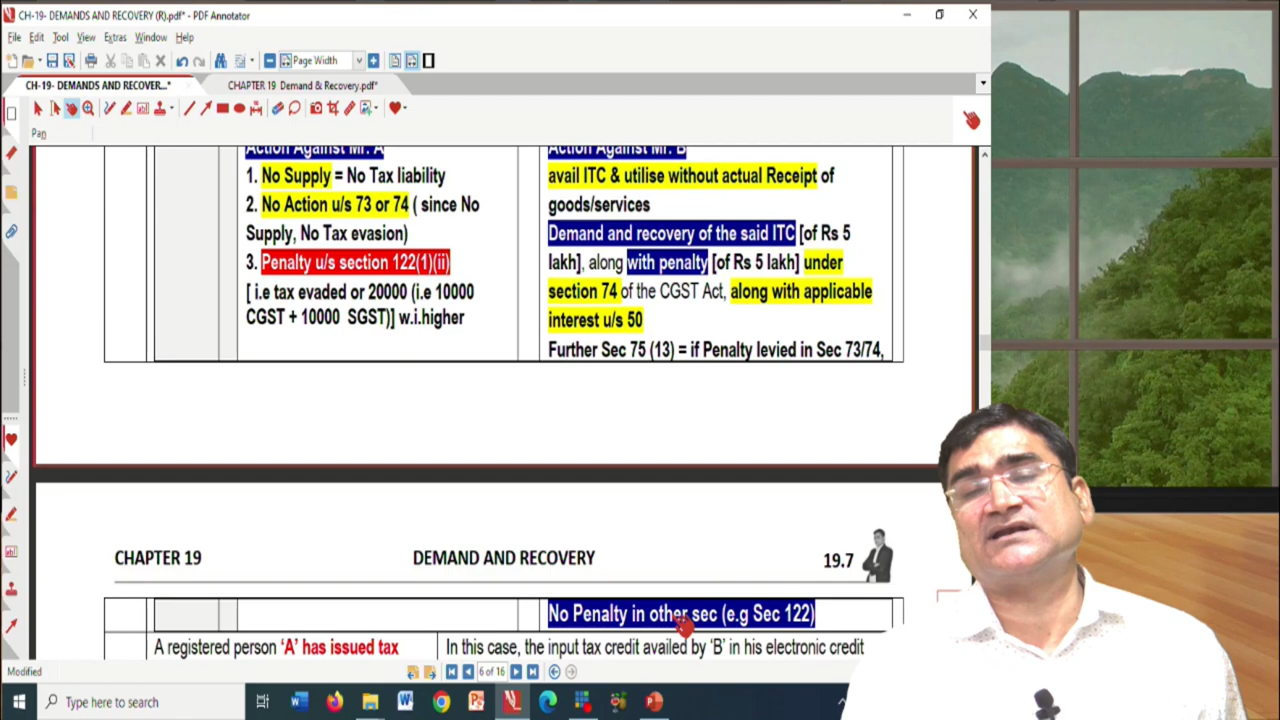 CH-19- DEMANDS AND RECOVERY (R).pdf* - PDF Annotator
File Edit Tool View Extras Window Help
Page Width
CH-19- DEMANDS AND RECOVER...*
CHAPTER 19 Demand & Recovery.pdf*
Pan
Action Against Mr. A
1. No Supply = No Tax liability
2. No Action u/s 73 or 74 ( since No
Supply, No Tax evasion)
3. Penalty u/s section 122(1)(ii)
[ i.e tax evaded or 20000 (i.e 10000
CGST + 10000 SGST)] w.i.higher
Action Against Mr. B
avail ITC & utilise without actual Receipt of
goods/services
Demand and recovery of the said ITC [of Rs 5
lakh], along with penalty [of Rs 5 lakh] under
section 74 of the CGST Act, along with applicable
interest u/s 50
Further Sec 75 (13) = if Penalty levied in Sec 73/74,
CHAPTER 19 DEMAND AND RECOVERY 19.7
No Penalty in other sec (e.g Sec 122)
A registered person ‘A’ has issued tax
In this case, the input tax credit availed by ‘B’ in his electronic credit
Modified
6 of 16
Type here to search